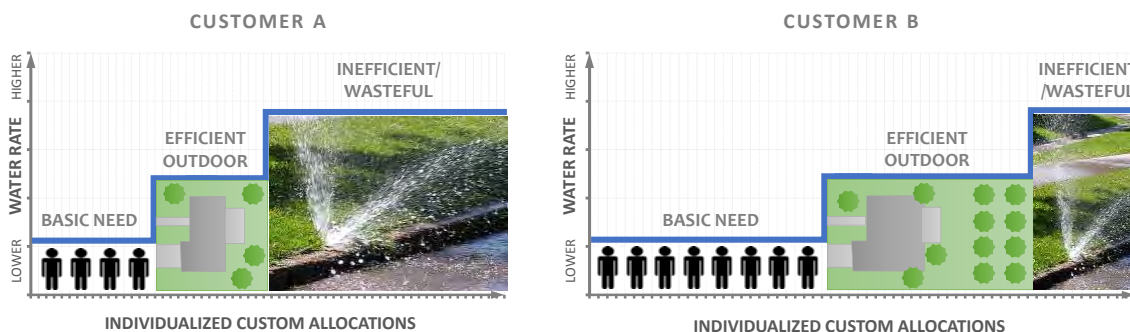 CUSTOMER A
HIGHER
WATER RATE
LOWER
BASIC NEED
EFFICIENT
OUTDOOR
INEFFICIENT/
WASTEFUL
INDIVIDUALIZED CUSTOM ALLOCATIONS
CUSTOMER B
HIGHER
WATER RATE
LOWER
BASIC NEED
EFFICIENT
OUTDOOR
INEFFICIENT
/WASTEFUL
INDIVIDUALIZED CUSTOM ALLOCATIONS